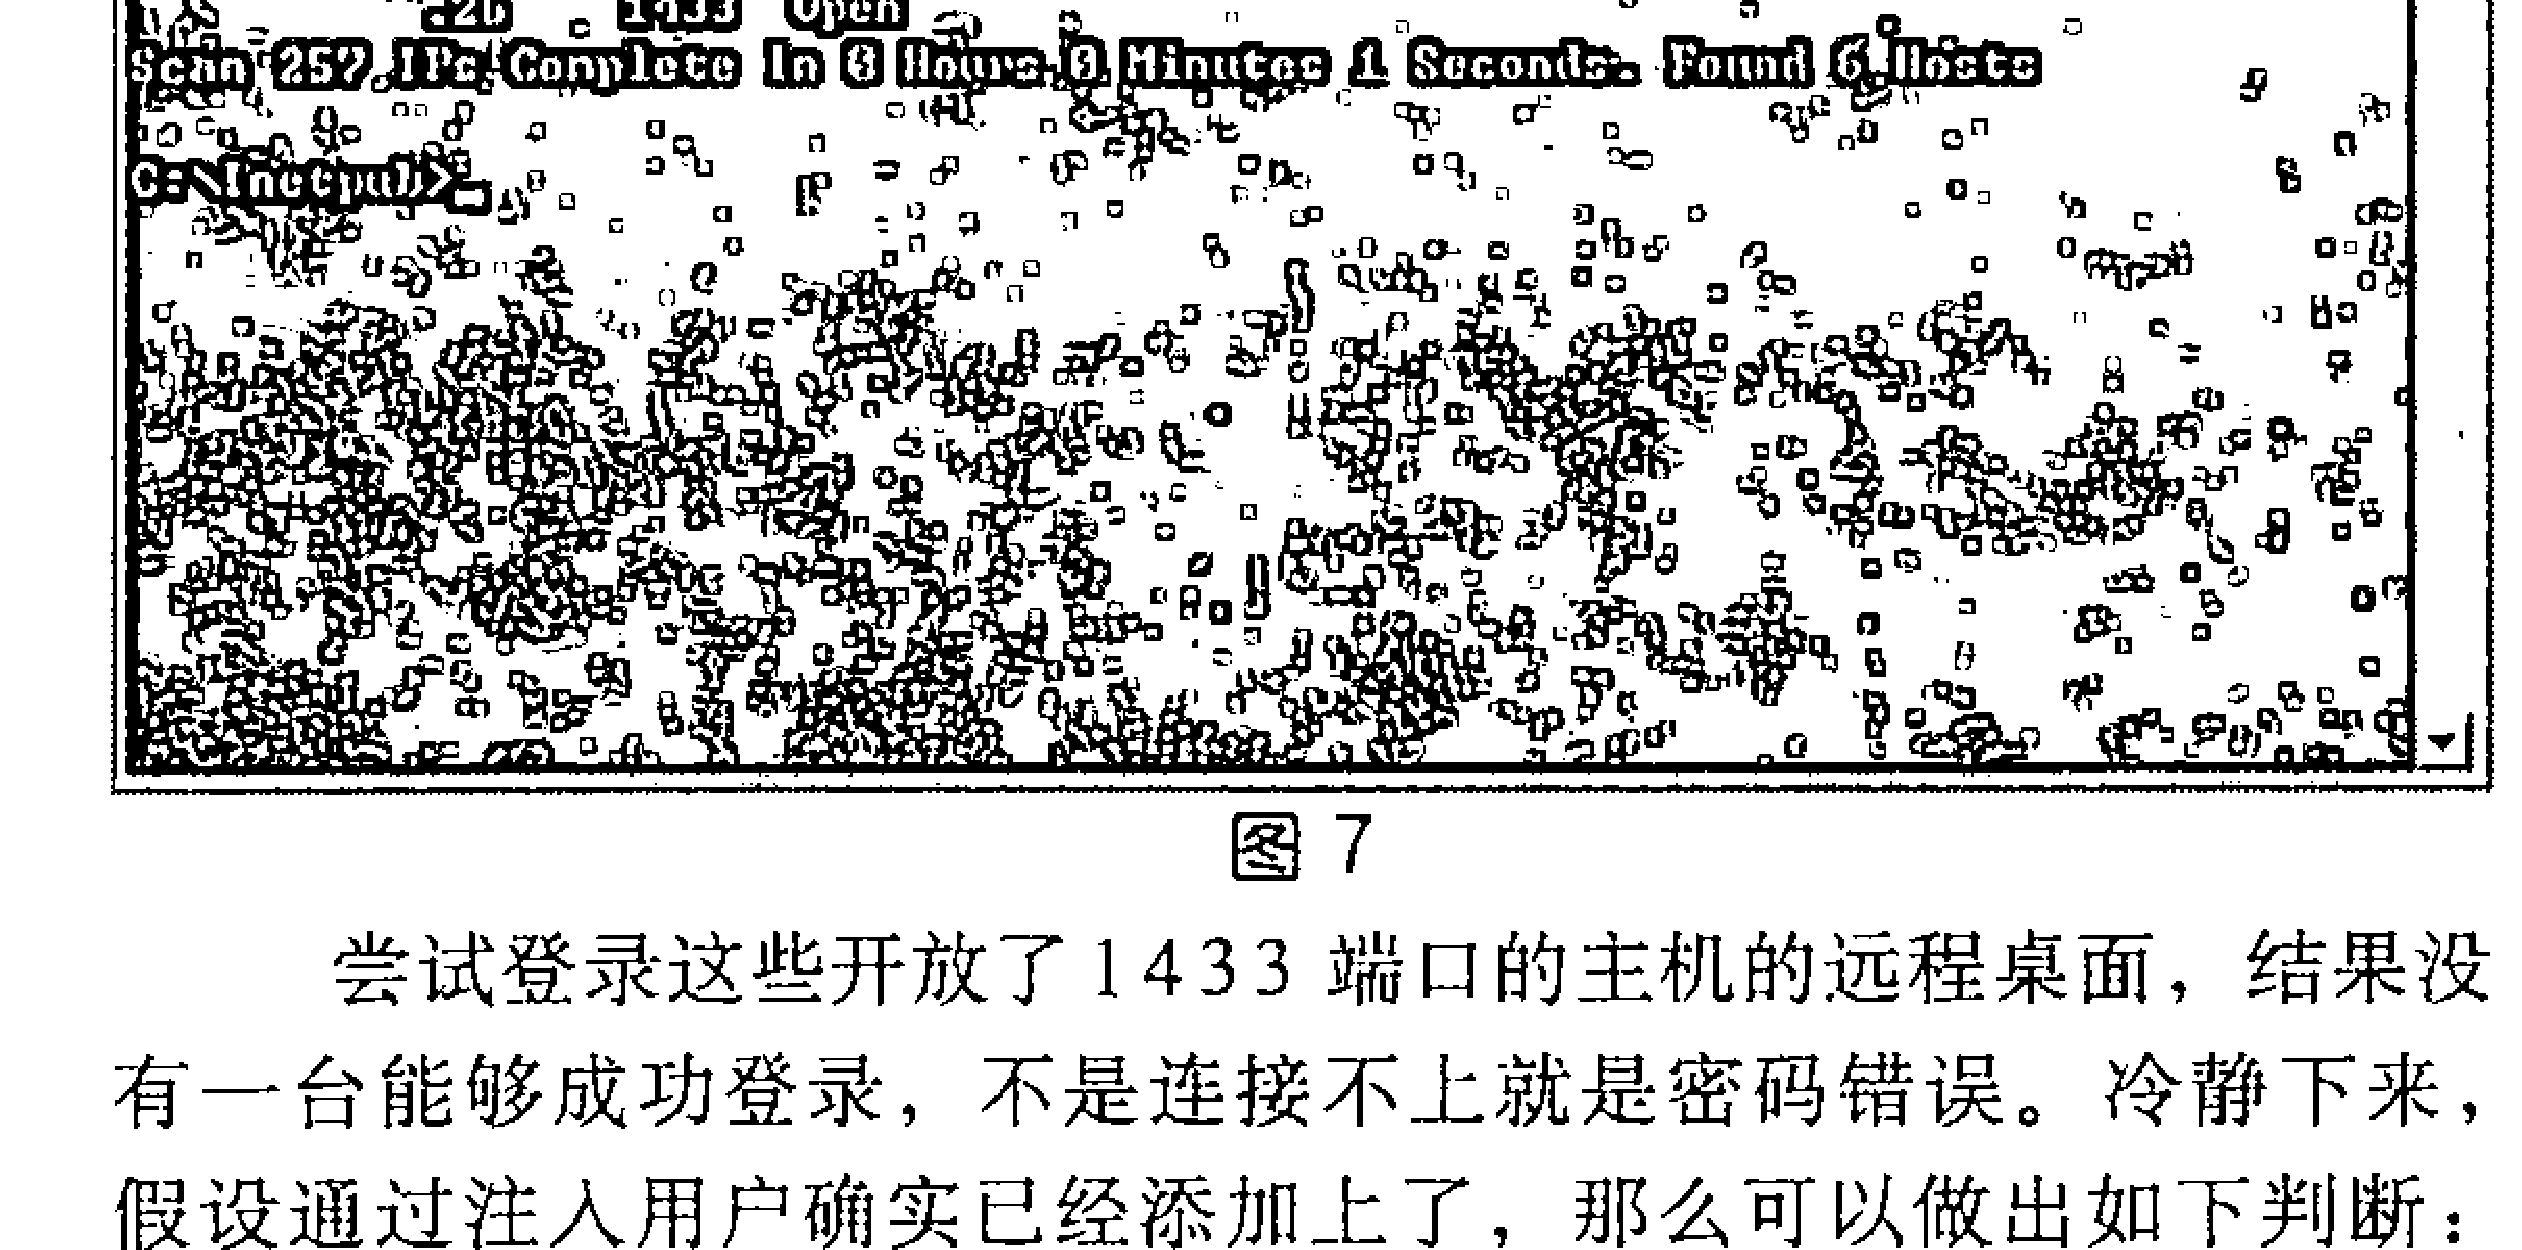 1433 Open
Scan 25? IPs Complete In 0 Hours 0 Minutes 1 Seconds. Found 6 Hosts
C:\Inetpub>
图 7
尝试登录这些开放了1433 端口的主机的远程桌面，结果没
有一台能够成功登录，不是连接不上就是密码错误。冷静下来，
假设通过注入用户确实已经添加上了，那么可以做出如下判断：